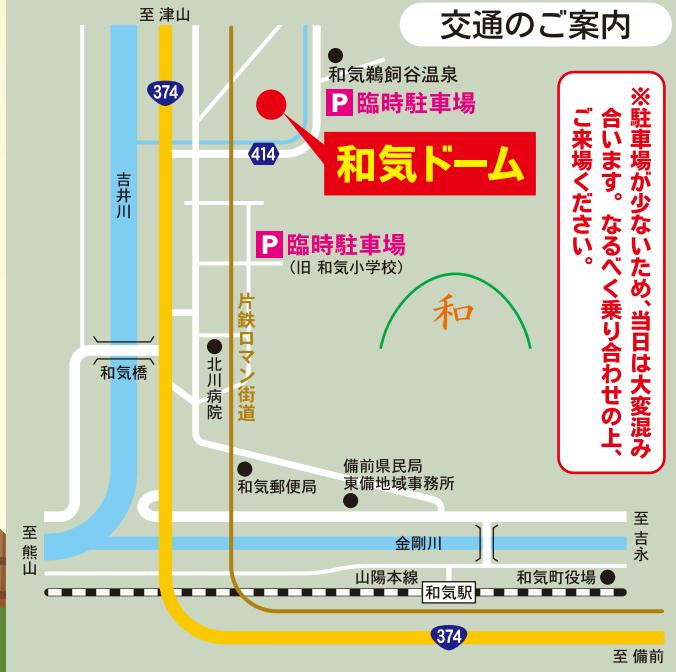 至 津山
交通のご案内
374
和気鵜飼谷温泉
P 臨時駐車場
※駐車場が少ないため、当日は大変混み
合います。なるべく乗り合わせの上、
ご来場ください。
414
和気ドーム
吉井川
P 臨時駐車場
（旧 和気小学校）
片鉄ロマン街道
和
和気橋
北川病院
備前県民局
東備地域事務所
和気郵便局
至 熊山
金剛川
至 吉永
山陽本線
和気駅
和気町役場
374
至 備前